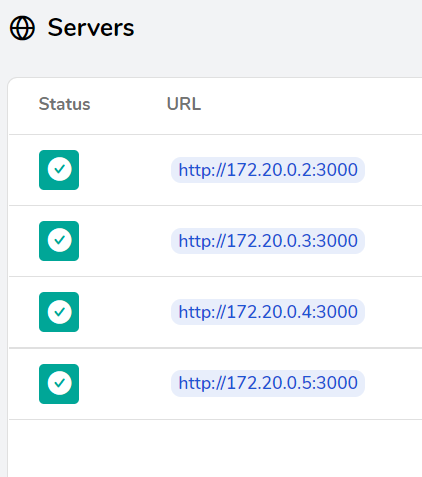 Servers
Status URL
http://172.20.0.2:3000
http://172.20.0.3:3000
http://172.20.0.4:3000
http://172.20.0.5:3000